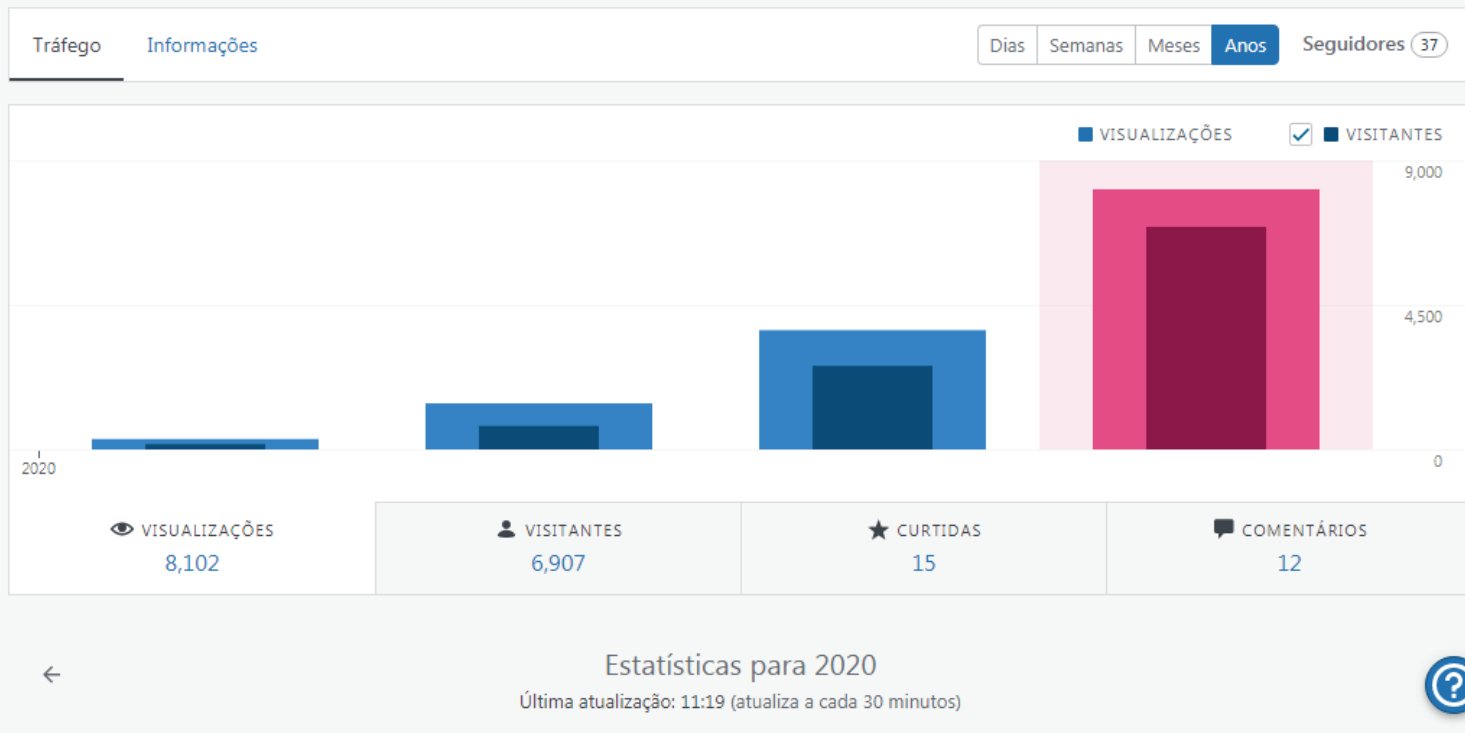 Tráfego Informações Dias Semanas Meses Anos Seguidores 37
VISUALIZAÇÕES VISITANTES
9,000
4,500
0
2020
VISUALIZAÇÕES VISITANTES CURTIDAS COMENTÁRIOS
8,102 6,907 15 12
Estatísticas para 2020
Última atualização: 11:19 (atualiza a cada 30 minutos)